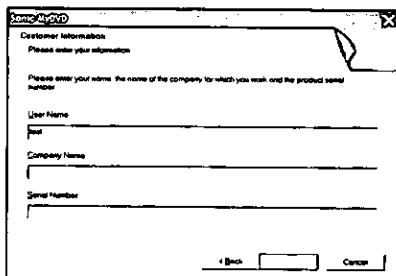 Sonic MyDVD
Customer Information
Please enter your information
Please enter your name, the name of the company for which you work and the product serial
number
User Name
Company Name
Serial Number
< Back
Cancel